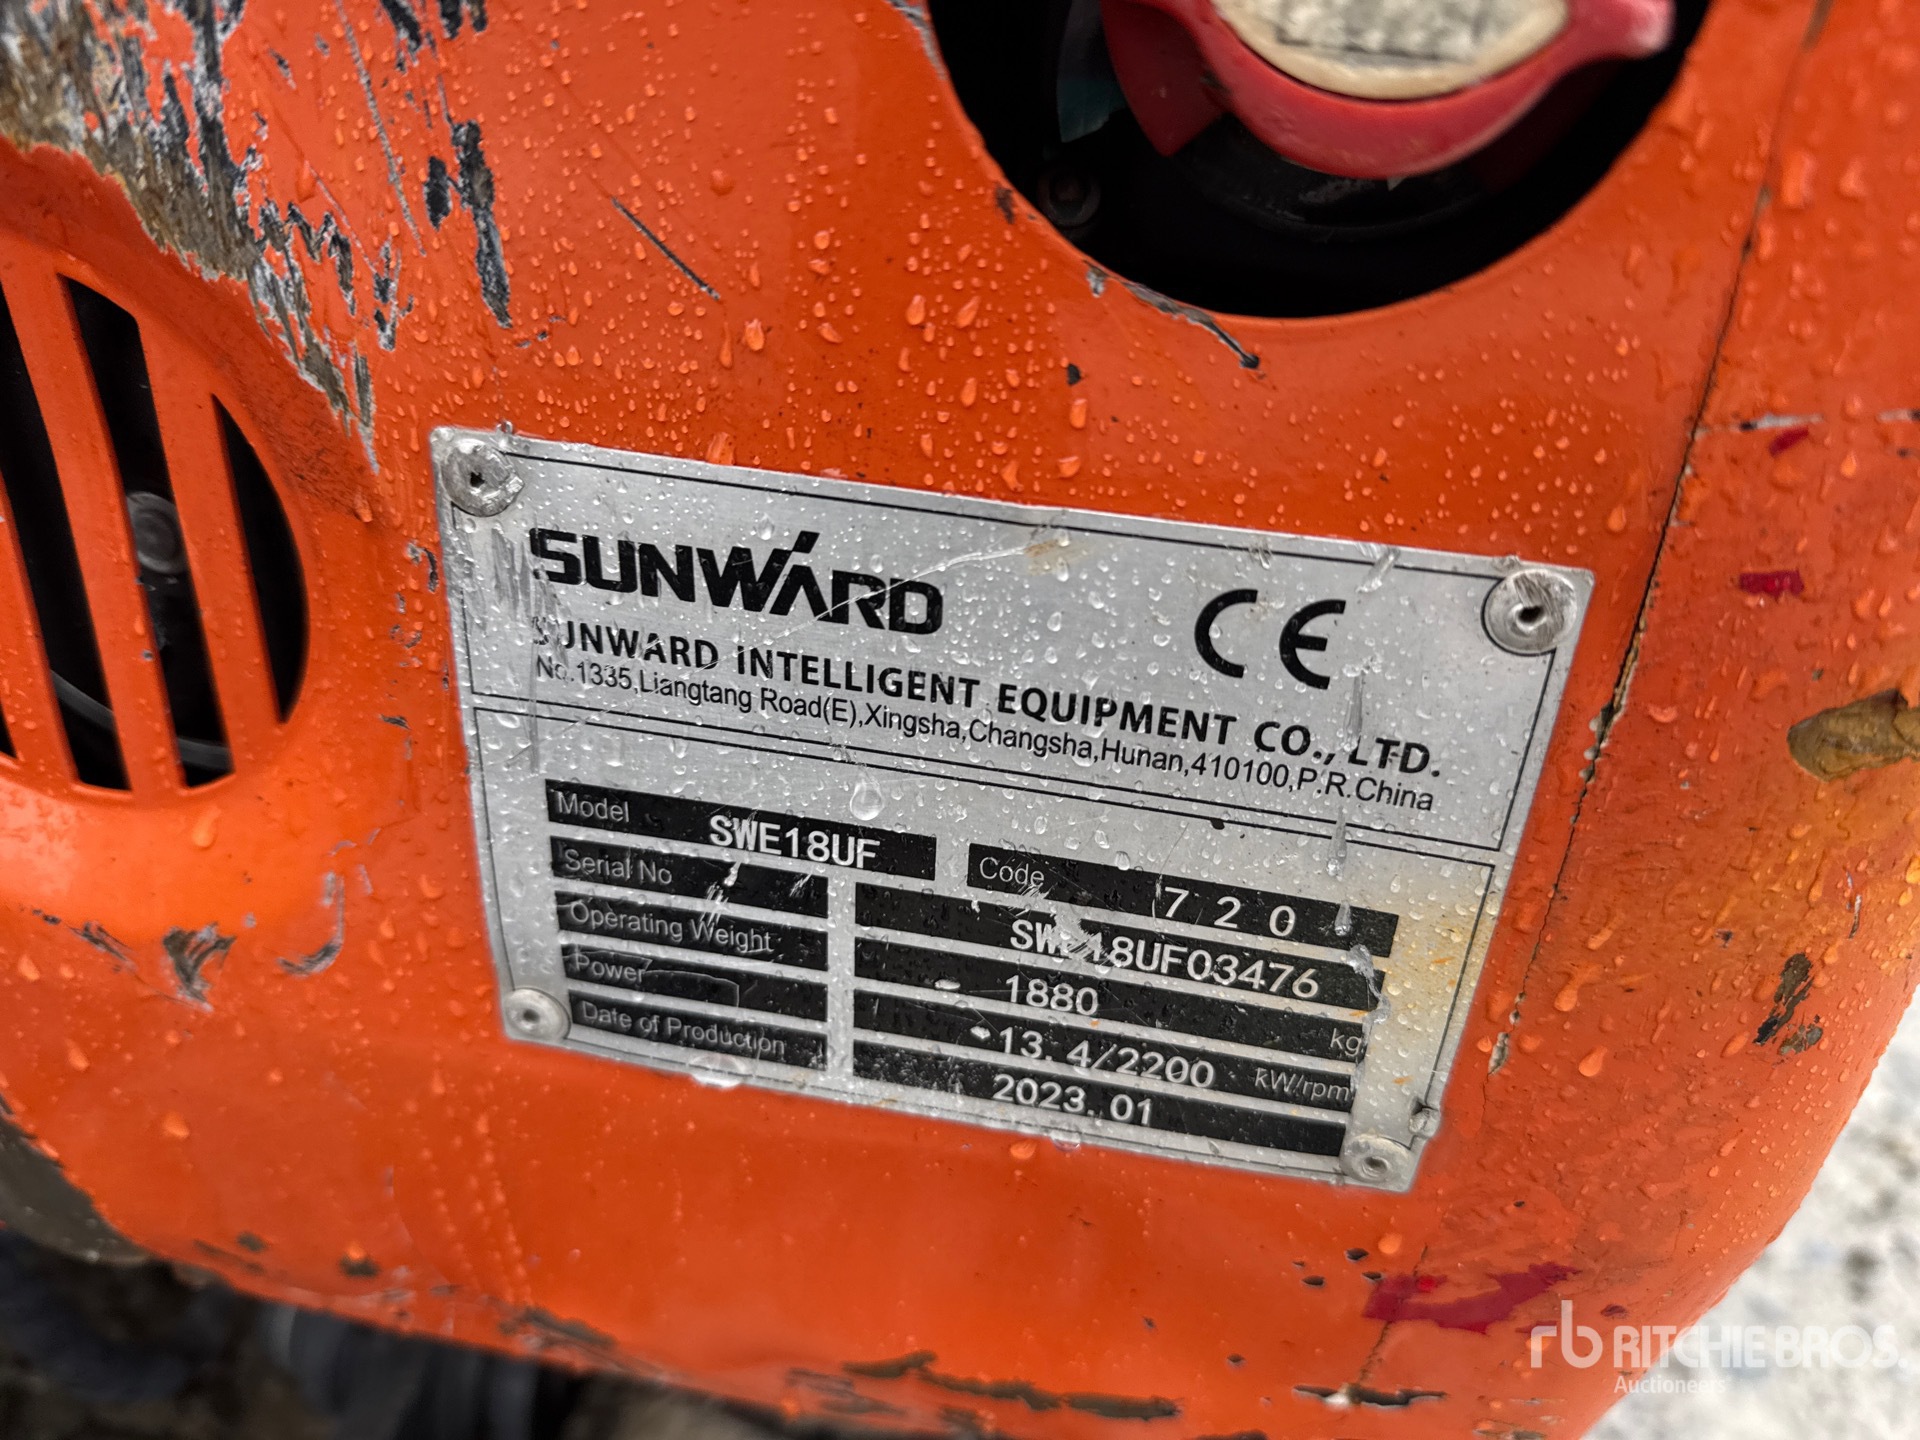 SUNWARD
CE
SUNWARD INTELLIGENT EQUIPMENT CO., LTD.
No.1335,Liangtang Road(E),Xingsha,Changsha,Hunan,410100,P.R.China
Model SWE18UF Code 720
Serial No SWE18UF03476
Operating Weight 1880 kg
Power 13.4/2200 kW/rpm
Date of Production 2023.01
rb RITCHIE BROS.
Auctioneers